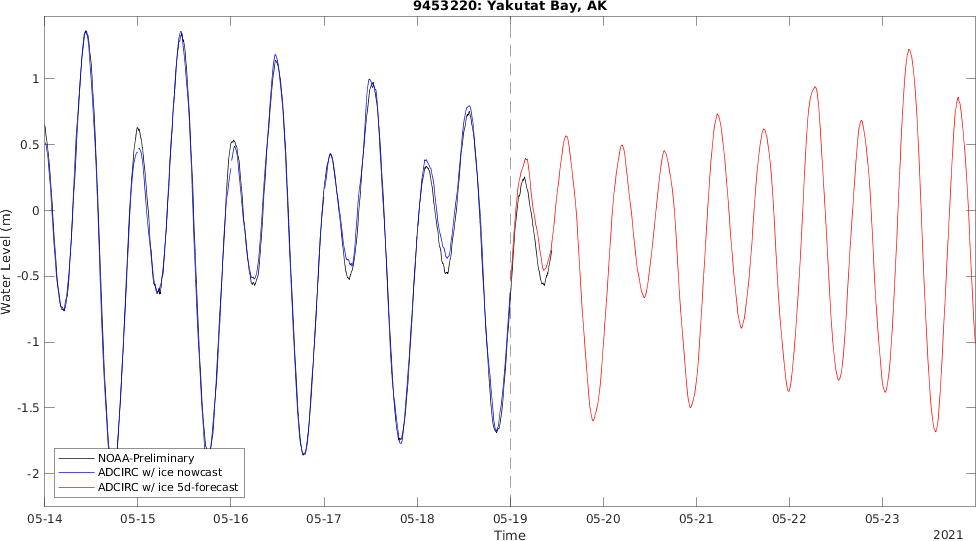 9453220: Yakutat Bay, AK
Water Level (m)
1
0.5
0
-0.5
-1
-1.5
-2
NOAA-Preliminary
ADCIRC w/ ice nowcast
ADCIRC w/ ice 5d-forecast
05-14 05-15 05-16 05-17 05-18 05-19 05-20 05-21 05-22 05-23
Time
2021